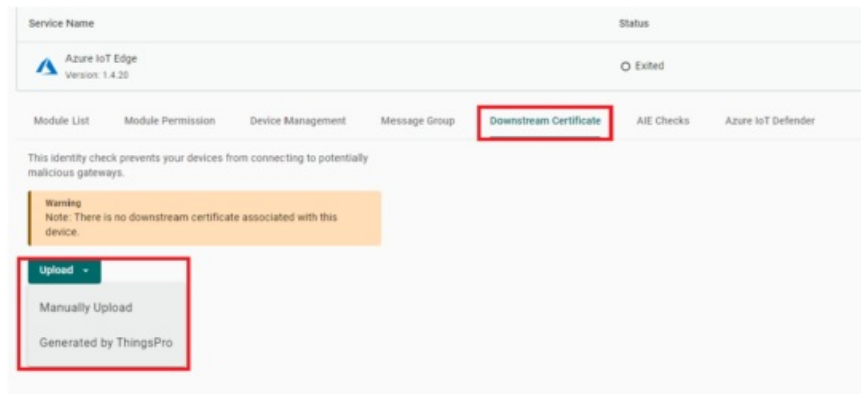 Service Name Status
Azure IoT Edge
Version: 1.4.20
Exited
Module List Module Permission Device Management Message Group Downstream Certificate AIE Checks Azure IoT Defender
This identity check prevents your devices from connecting to potentially
malicious gateways.
Warning
Note: There is no downstream certificate associated with this
device.
Upload
Manually Upload
Generated by ThingsPro